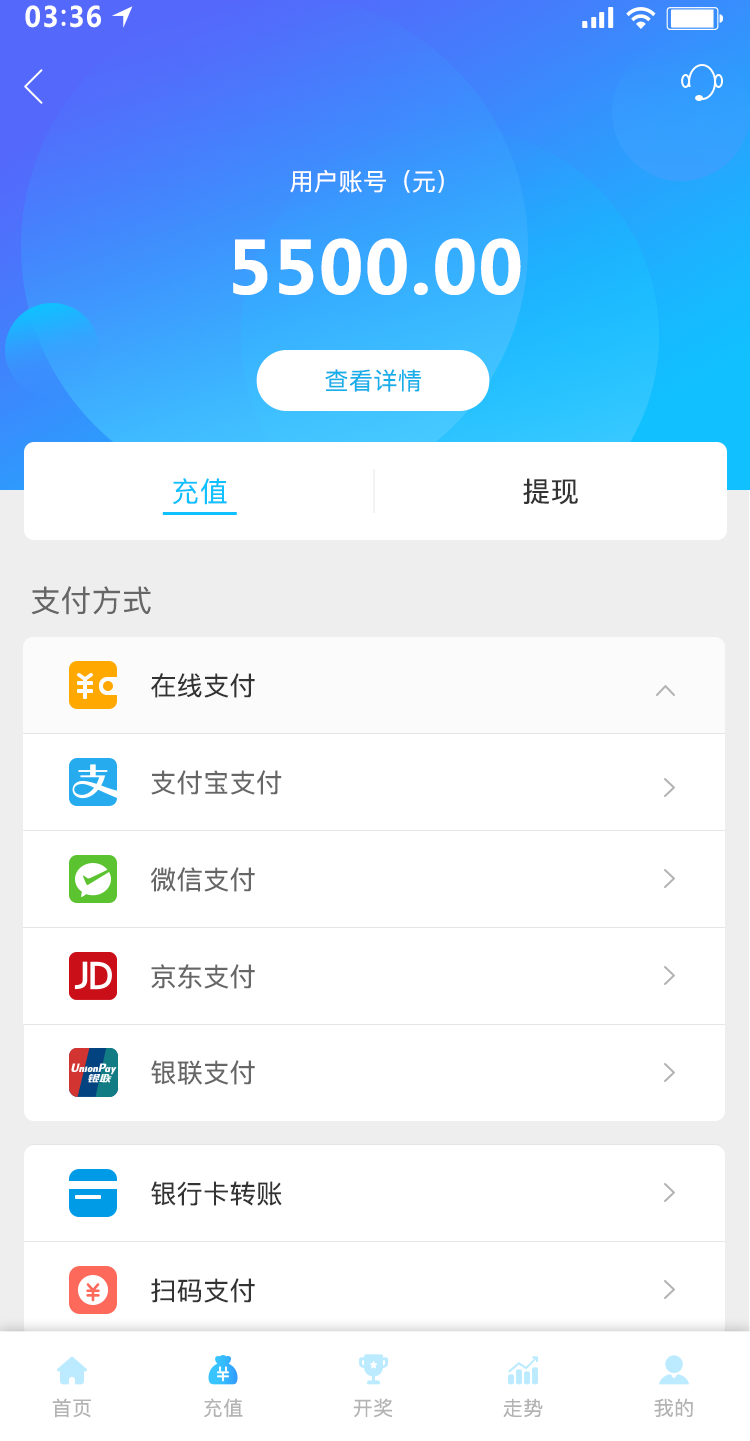 03:36
用户账号（元）
5500.00
查看详情
充值 提现
支付方式
在线支付
支 支付宝支付
微信支付
JD 京东支付
UnionPay
银联 银联支付
银行卡转账
¥ 扫码支付
首页 充值 开奖 走势 我的